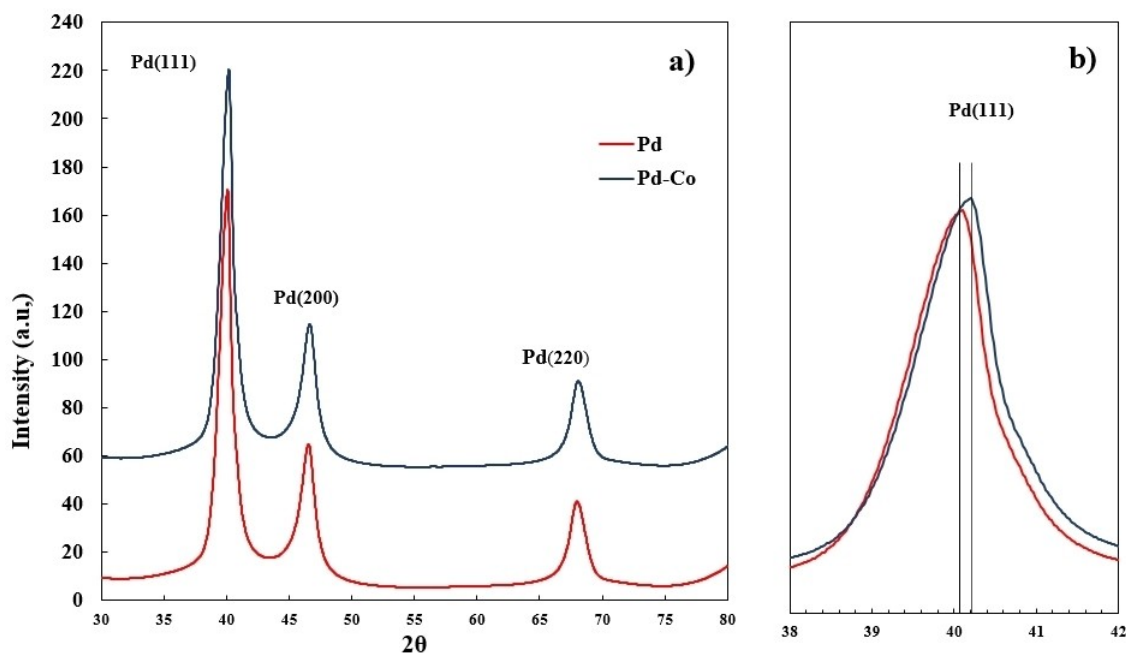 a)
Pd(111)
Pd
Pd-Co
Pd(200)
Pd(220)
Intensity (a.u,)
240
220
200
180
160
140
120
100
80
60
40
20
0
30 35 40 45 50 55 60 65 70 75 80
2θ
b)
Pd(111)
38 39 40 41 42